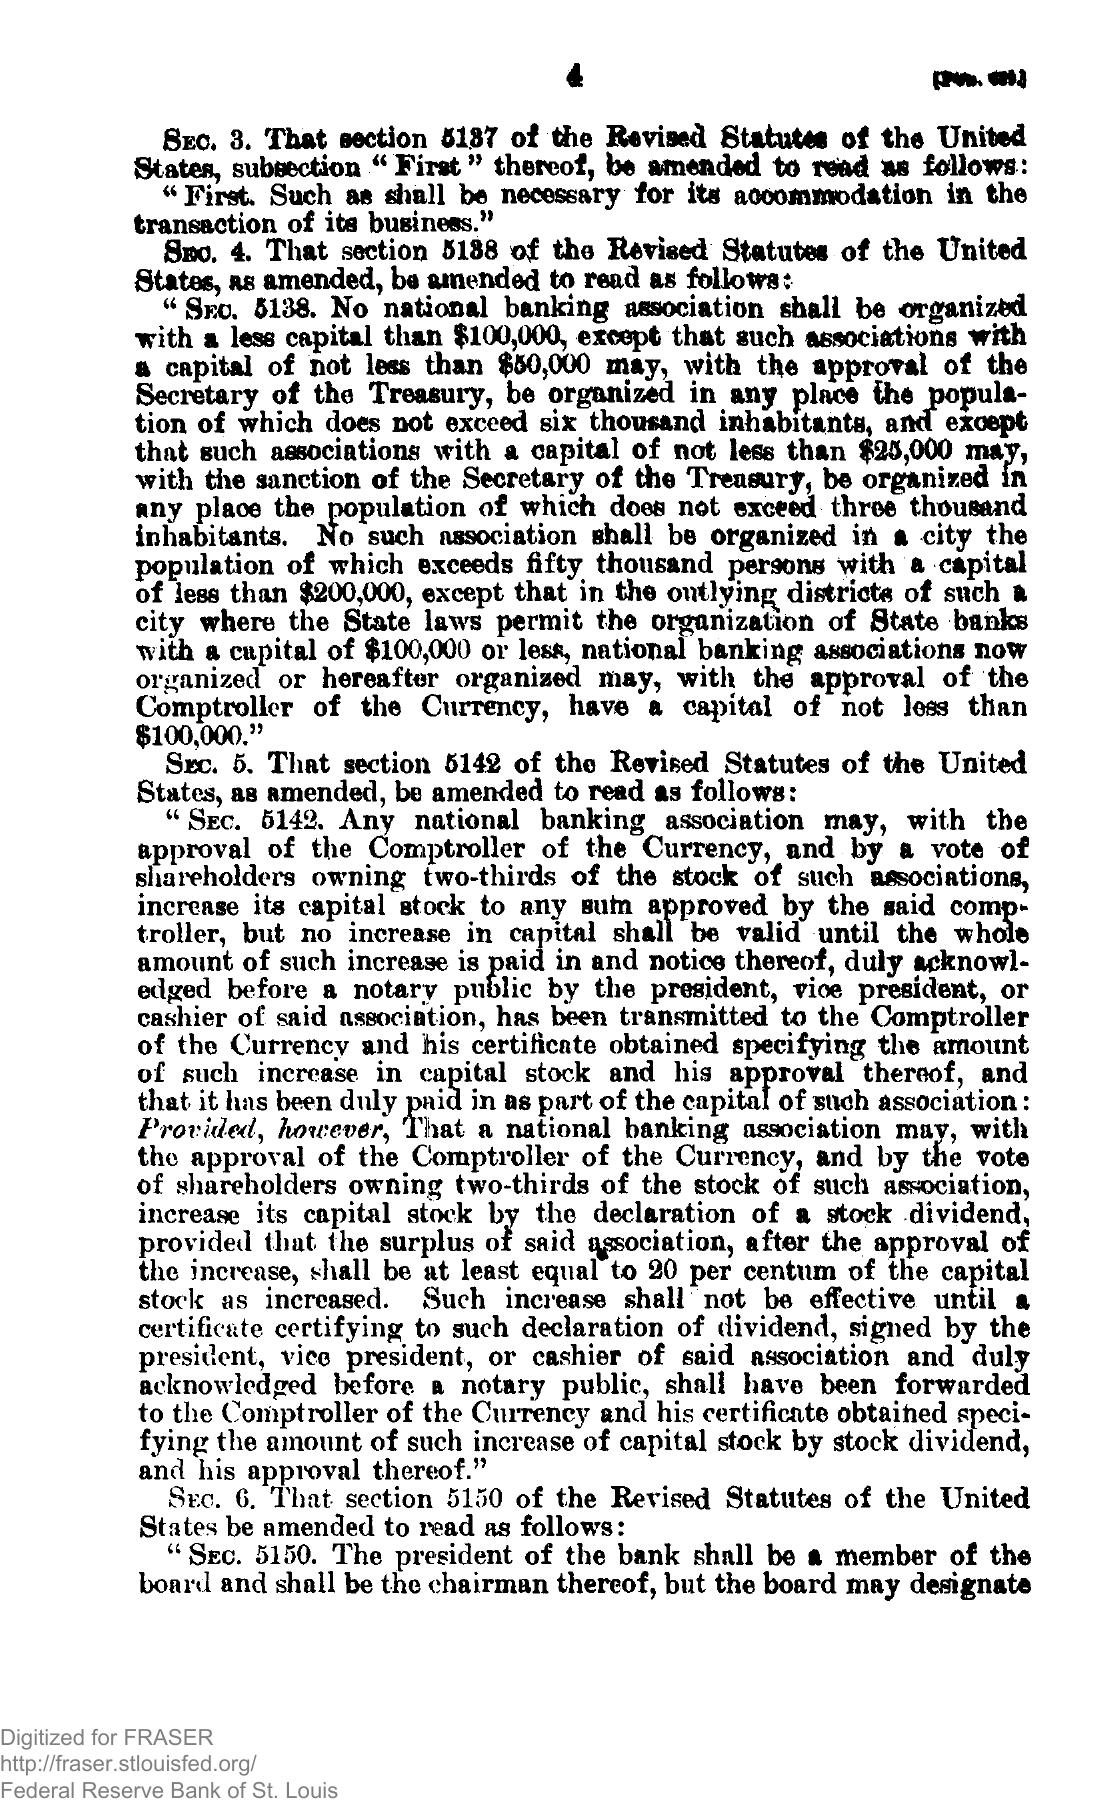 4
SEC. 3. That section 5137 of the Revised Statutes of the United
States, subsection “First” thereof, be amended to read as follows:
“First. Such as shall be necessary for its accommodation in the
transaction of its business.”
SEC. 4. That section 5138 of the Revised Statutes of the United
States, as amended, be amended to read as follows:
“SEC. 5138. No national banking association shall be organized
with a less capital than $100,000, except that such associations with
a capital of not less than $50,000 may, with the approval of the
Secretary of the Treasury, be organized in any place the popula-
tion of which does not exceed six thousand inhabitants, and except
that such associations with a capital of not less than $25,000 may,
with the sanction of the Secretary of the Treasury, be organized in
any place the population of which does not exceed three thousand
inhabitants. No such association shall be organized in a city the
population of which exceeds fifty thousand persons with a capital
of less than $200,000, except that in the outlying districts of such a
city where the State laws permit the organization of State banks
with a capital of $100,000 or less, national banking associations now
organized or hereafter organized may, with the approval of the
Comptroller of the Currency, have a capital of not less than
$100,000.”
SEC. 5. That section 5142 of the Revised Statutes of the United
States, as amended, be amended to read as follows:
“SEC. 5142. Any national banking association may, with the
approval of the Comptroller of the Currency, and by a vote of
shareholders owning two-thirds of the stock of such associations,
increase its capital stock to any sum approved by the said comp-
troller, but no increase in capital shall be valid until the whole
amount of such increase is paid in and notice thereof, duly acknowl-
edged before a notary public by the president, vice president, or
cashier of said association, has been transmitted to the Comptroller
of the Currency and his certificate obtained specifying the amount
of such increase in capital stock and his approval thereof, and
that it has been duly paid in as part of the capital of such association:
Provided, however, That a national banking association may, with
the approval of the Comptroller of the Currency, and by the vote
of shareholders owning two-thirds of the stock of such association,
increase its capital stock by the declaration of a stock dividend,
provided that the surplus of said association, after the approval of
the increase, shall be at least equal to 20 per centum of the capital
stock as increased. Such increase shall not be effective until a
certificate certifying to such declaration of dividend, signed by the
president, vice president, or cashier of said association and duly
acknowledged before a notary public, shall have been forwarded
to the Comptroller of the Currency and his certificate obtained speci-
fying the amount of such increase of capital stock by stock dividend,
and his approval thereof.”
SEC. 6. That section 5150 of the Revised Statutes of the United
States be amended to read as follows:
“SEC. 5150. The president of the bank shall be a member of the
board and shall be the chairman thereof, but the board may designate
Digitized for FRASER
http://fraser.stlouisfed.org/
Federal Reserve Bank of St. Louis